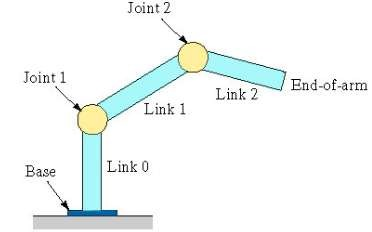 Joint 2
Joint 1
Link 1
Link 2
End-of-arm
Link 0
Base